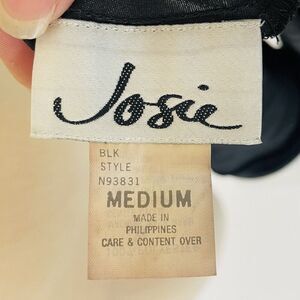 Josie
BLK
STYLE
N93831
MEDIUM
MADE IN
PHILIPPINES
CARE & CONTENT OVER